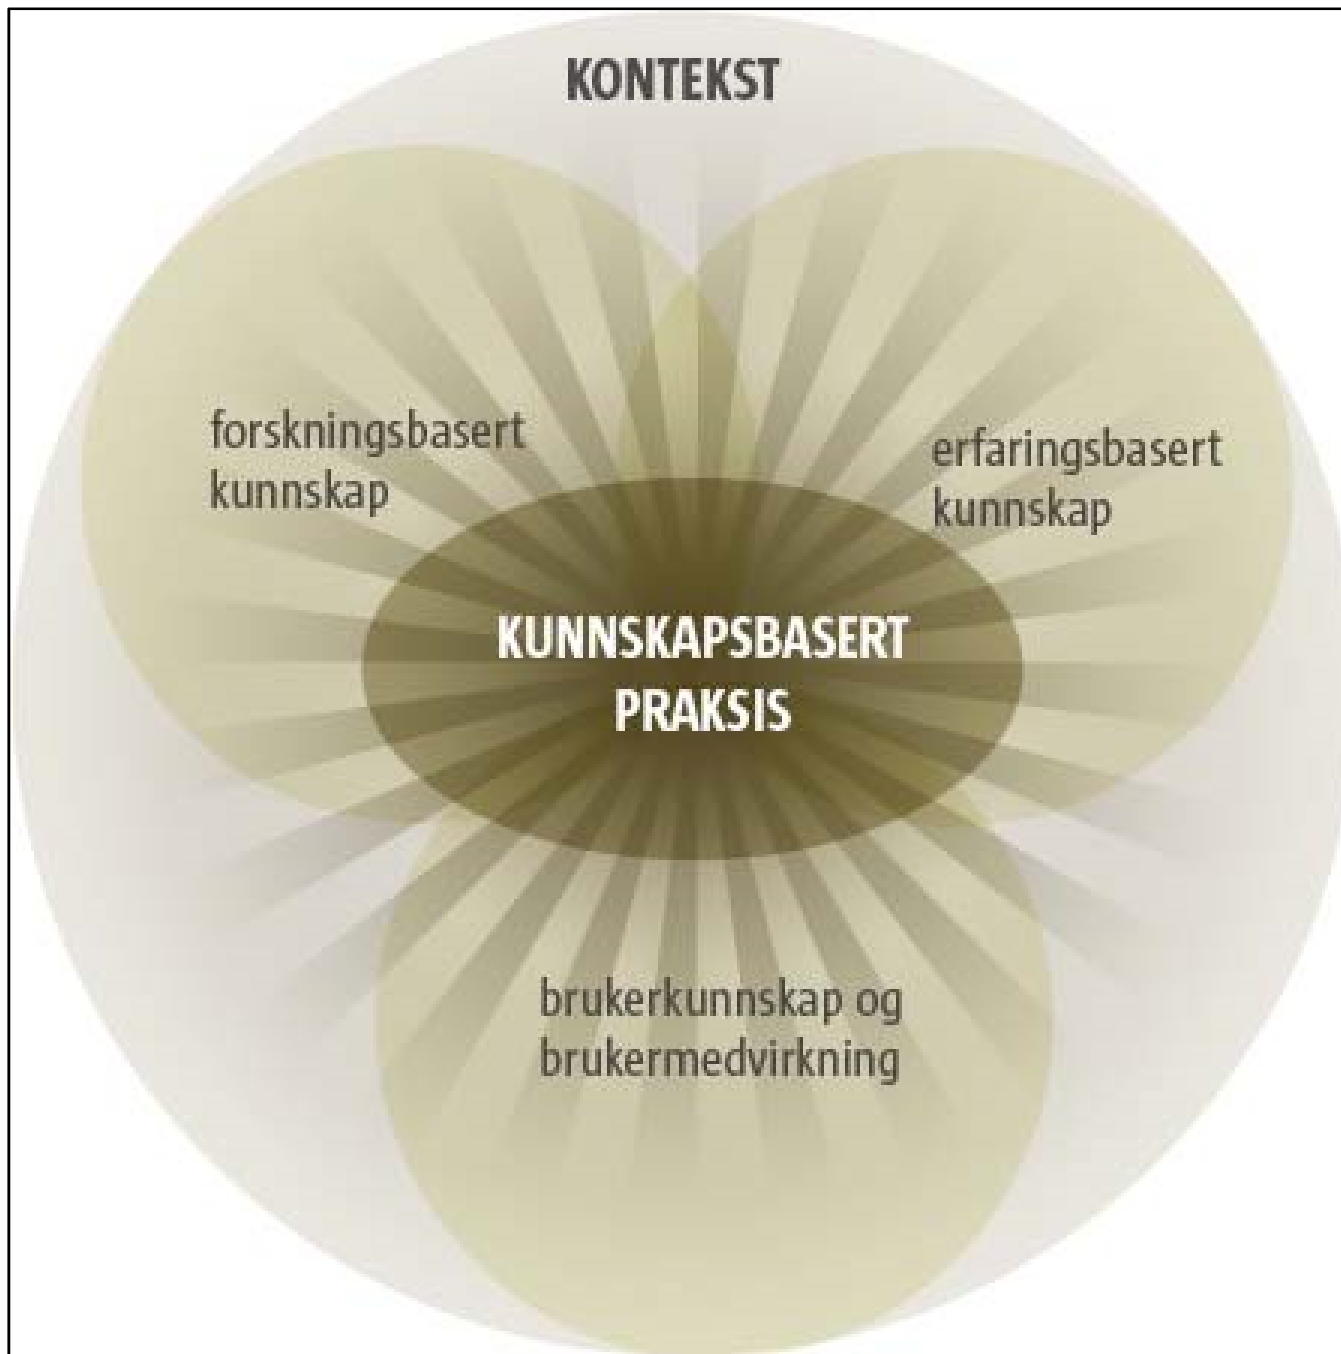 KONTEKST
forskningsbasert
kunnskap
erfaringsbasert
kunnskap
KUNNSKAPSBASERT
PRAKSIS
brukerkunnskap og
brukermedvirkning